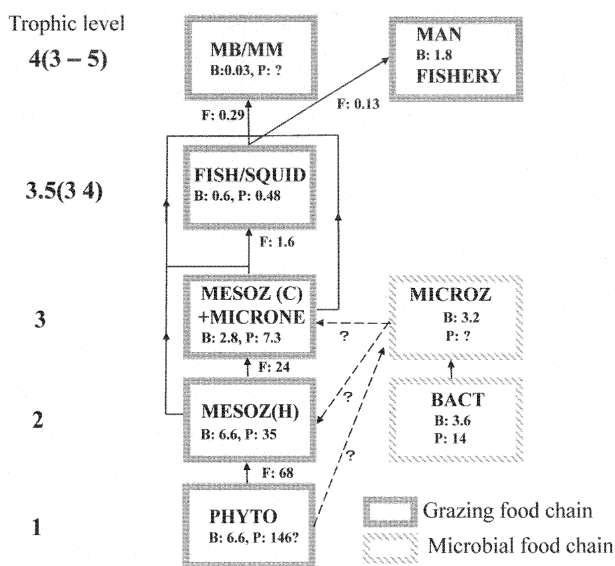 Trophic level
4(3 – 5)
MB/MM
B:0.03, P: ?
MAN
B: 1.8
FISHERY
F: 0.29
F: 0.13
3.5(3 4)
FISH/SQUID
B: 0.6, P: 0.48
F: 1.6
3
MESOZ (C)
+MICRONE
B: 2.8, P: 7.3
MICROZ
B: 3.2
P: ?
?
F: 24
?
2
MESOZ(H)
B: 6.6, P: 35
BACT
B: 3.6
P: 14
F: 68
?
1
PHYTO
B: 6.6, P: 146?
Grazing food chain
Microbial food chain